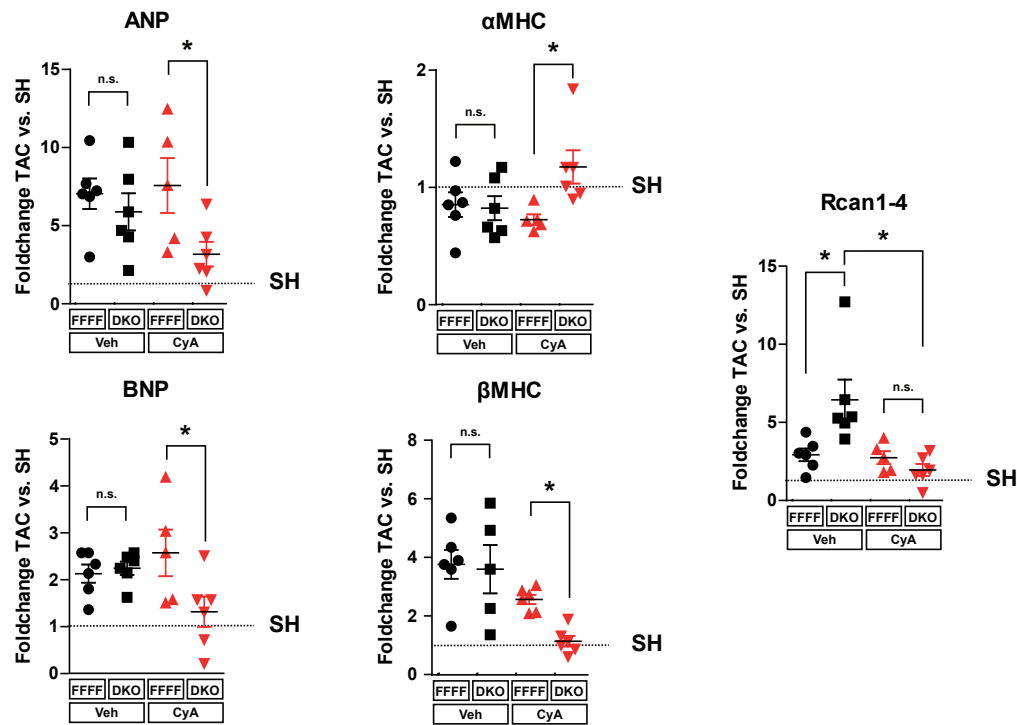 ANP
Foldchange TAC vs. SH
15
10
5
0
n.s.
*
SH
FFFF DKO FFFF DKO
Veh CyA
αMHC
Foldchange TAC vs. SH
2
1
0
n.s.
*
SH
FFFF DKO FFFF DKO
Veh CyA
BNP
Foldchange TAC vs. SH
5
4
3
2
1
0
n.s.
*
SH
FFFF DKO FFFF DKO
Veh CyA
βMHC
Foldchange TAC vs. SH
8
6
4
2
0
n.s.
*
SH
FFFF DKO FFFF DKO
Veh CyA
Rcan1-4
Foldchange TAC vs. SH
15
10
5
0
*
*
n.s.
SH
FFFF DKO FFFF DKO
Veh CyA